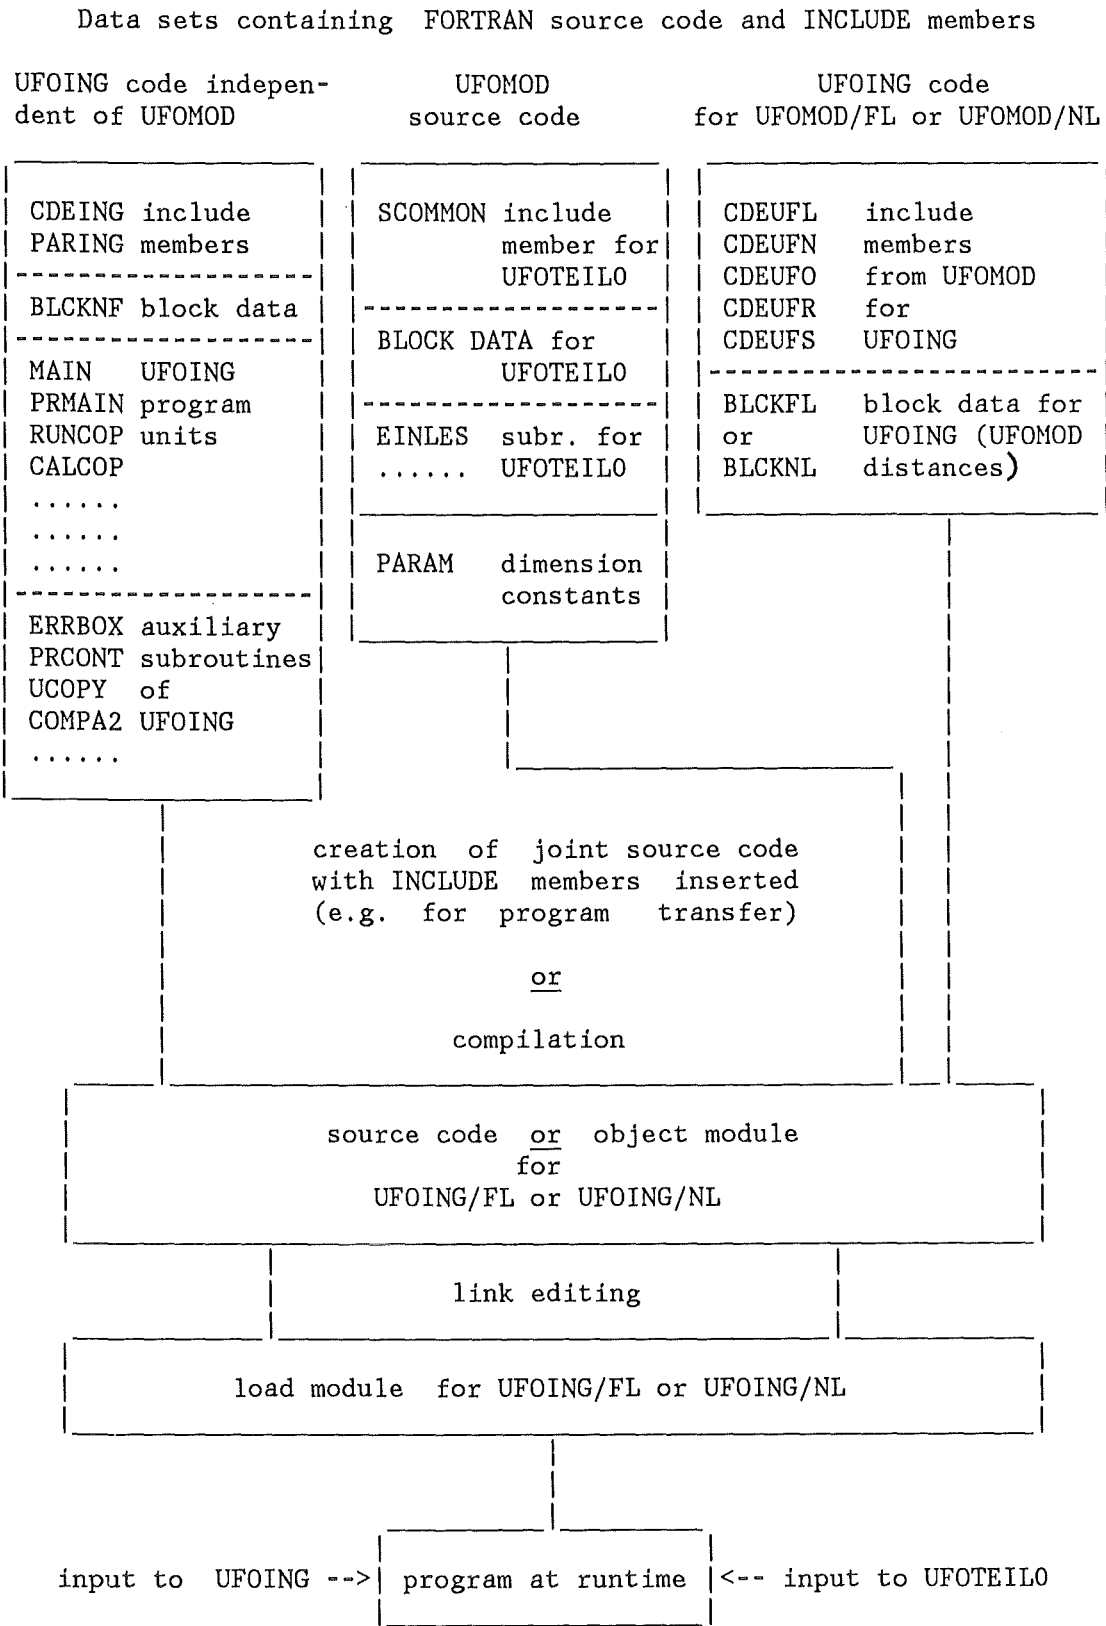 Data sets containing FORTRAN source code and INCLUDE members
UFOING code indepen-
dent of UFOMOD
CDEING include
PARING members
BLCKNF block data
MAIN UFOING
PRMAIN program
RUNCOP units
CALCOP
......
......
......
ERRBOX auxiliary
PRCONT subroutines
UCOPY of
COMPA2 UFOING
......
UFOMOD
source code
SCOMMON include
member for
UFOTEIL0
BLOCK DATA for
UFOTEIL0
EINLES subr. for
...... UFOTEIL0
PARAM dimension
constants
UFOING code
for UFOMOD/FL or UFOMOD/NL
CDEUFL include
CDEUFN members
CDEUFO from UFOMOD
CDEUFR for
CDEUFS UFOING
BLCKFL block data for
or UFOING (UFOMOD
BLCKNL distances)
creation of joint source code
with INCLUDE members inserted
(e.g. for program transfer)
or
compilation
source code or object module
for
UFOING/FL or UFOING/NL
link editing
load module for UFOING/FL or UFOING/NL
input to UFOING --> program at runtime <-- input to UFOTEIL0